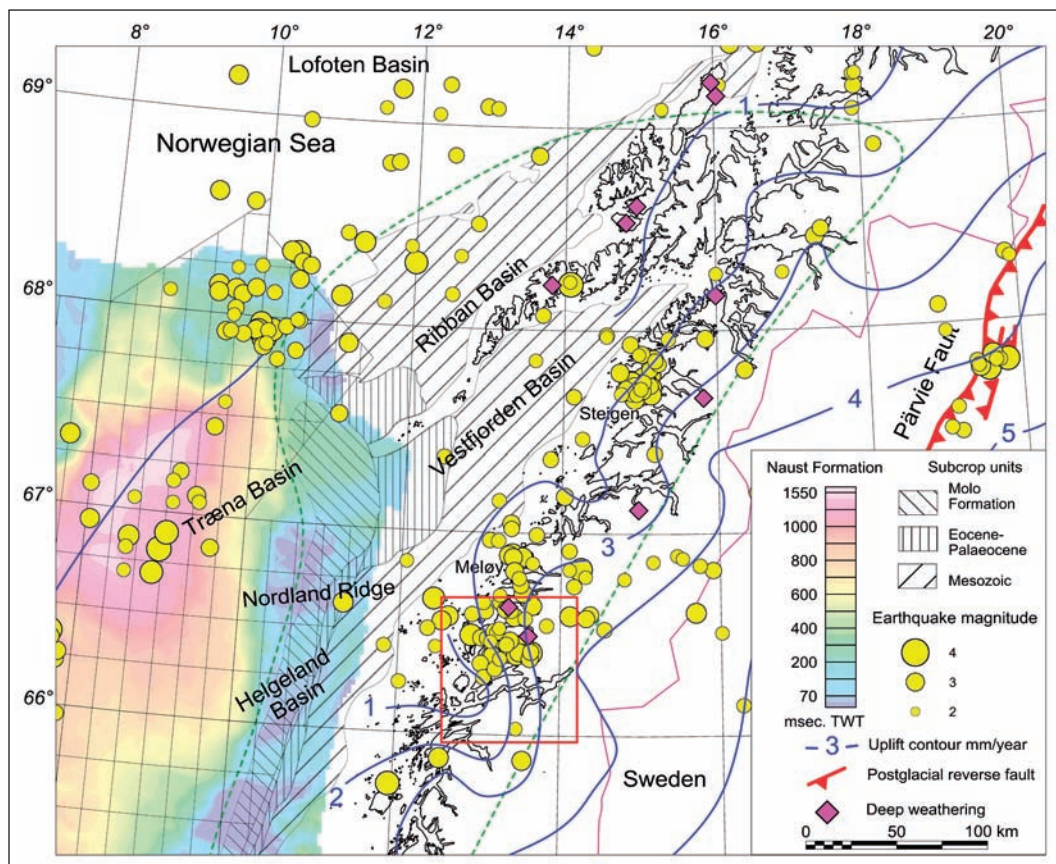 8° 10° 12° 14° 16° 18° 20°
Lofoten Basin
69°
1
Norwegian Sea
68°
Ribban Basin
Pärvie Fault
4
Vestfjorden Basin
Steigen
5
67°
Træna Basin
3
Meløy
Nordland Ridge
Helgeland
Basin
66°
1
2
Sweden
Naust Formation
1550
1000
800
600
400
200
70
msec. TWT
Subcrop units
Molo
Formation
Eocene-
Palaeocene
Mesozoic
Earthquake magnitude
4
3
2
3 Uplift contour mm/year
Postglacial reverse fault
Deep weathering
0 50 100 km